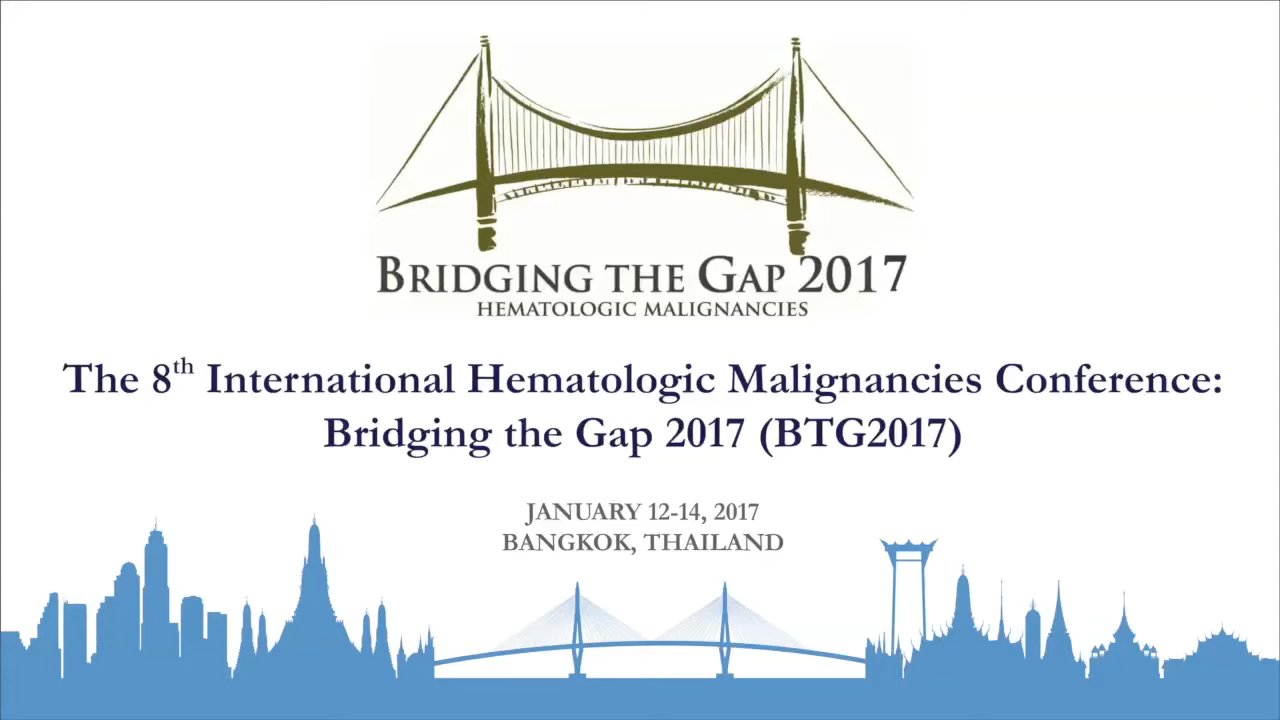 BRIDGING THE GAP 2017
HEMATOLOGIC MALIGNANCIES
The 8th International Hematologic Malignancies Conference:
Bridging the Gap 2017 (BTG2017)
JANUARY 12-14, 2017
BANGKOK, THAILAND